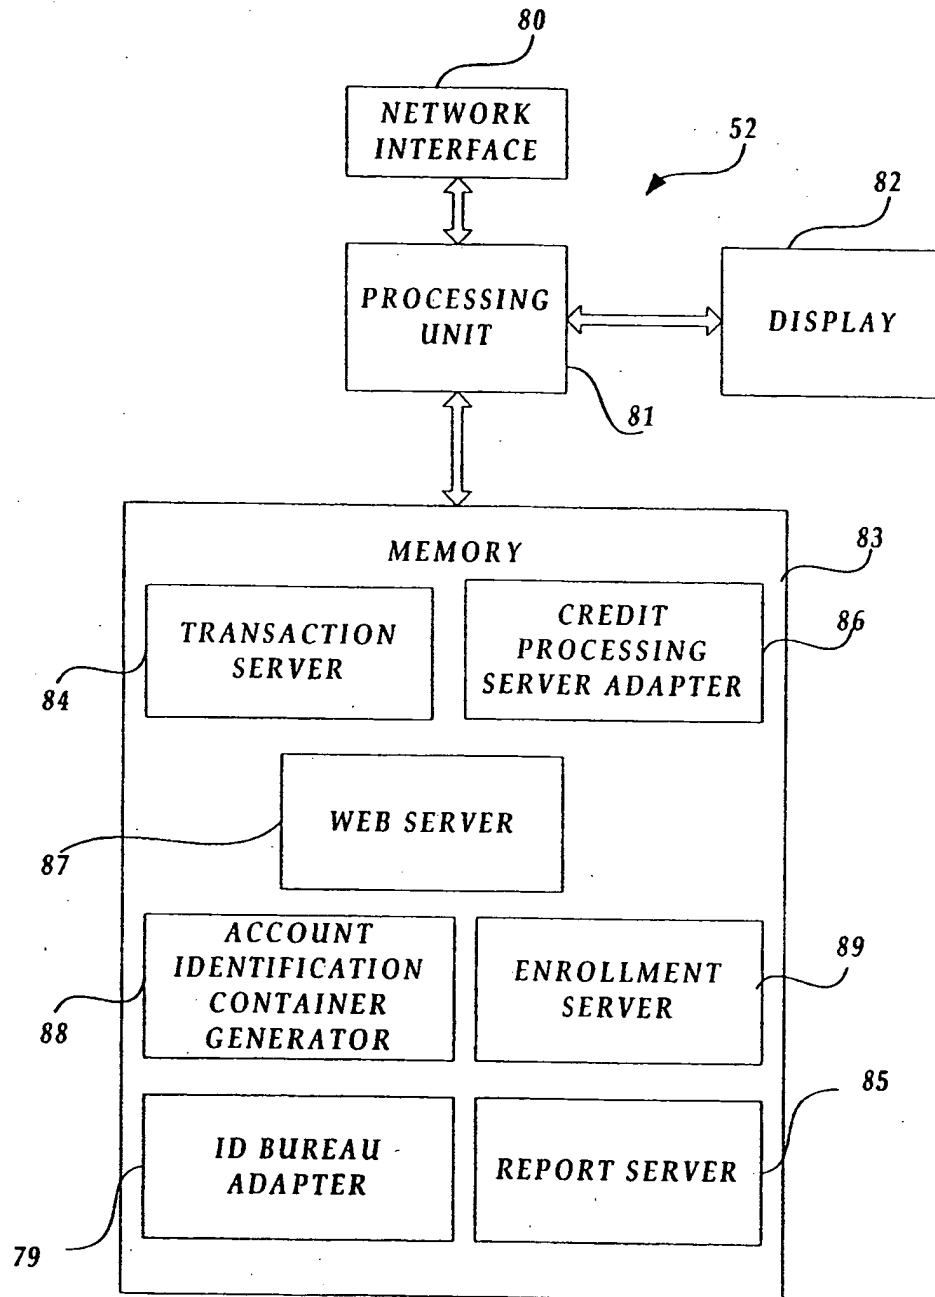 80
NETWORK
INTERFACE
52
82
PROCESSING
UNIT
DISPLAY
81
MEMORY
83
TRANSACTION
SERVER
CREDIT
PROCESSING
SERVER ADAPTER
86
84
WEB SERVER
87
ACCOUNT
IDENTIFICATION
CONTAINER
GENERATOR
ENROLLMENT
SERVER
89
88
85
ID BUREAU
ADAPTER
REPORT SERVER
79